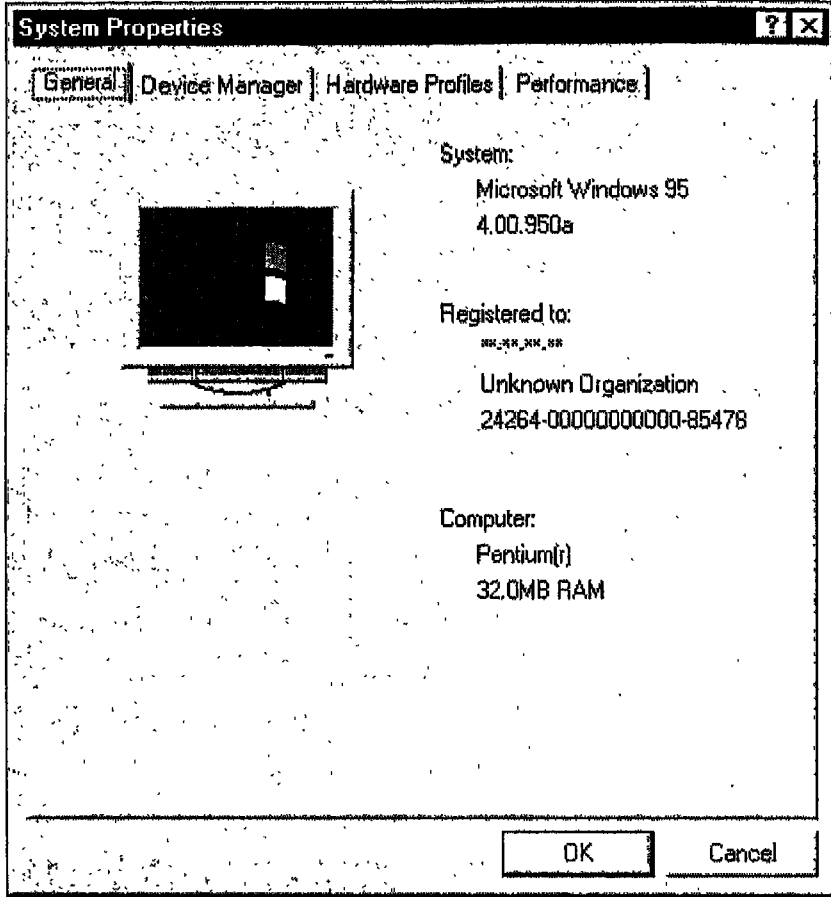 System Properties
General Device Manager Hardware Profiles Performance
System:
Microsoft Windows 95
4.00.950a
Registered to:
**.**.**.**
Unknown Organization
24264-00000000000-85478
Computer:
Pentium(r)
32.0MB RAM
OK Cancel